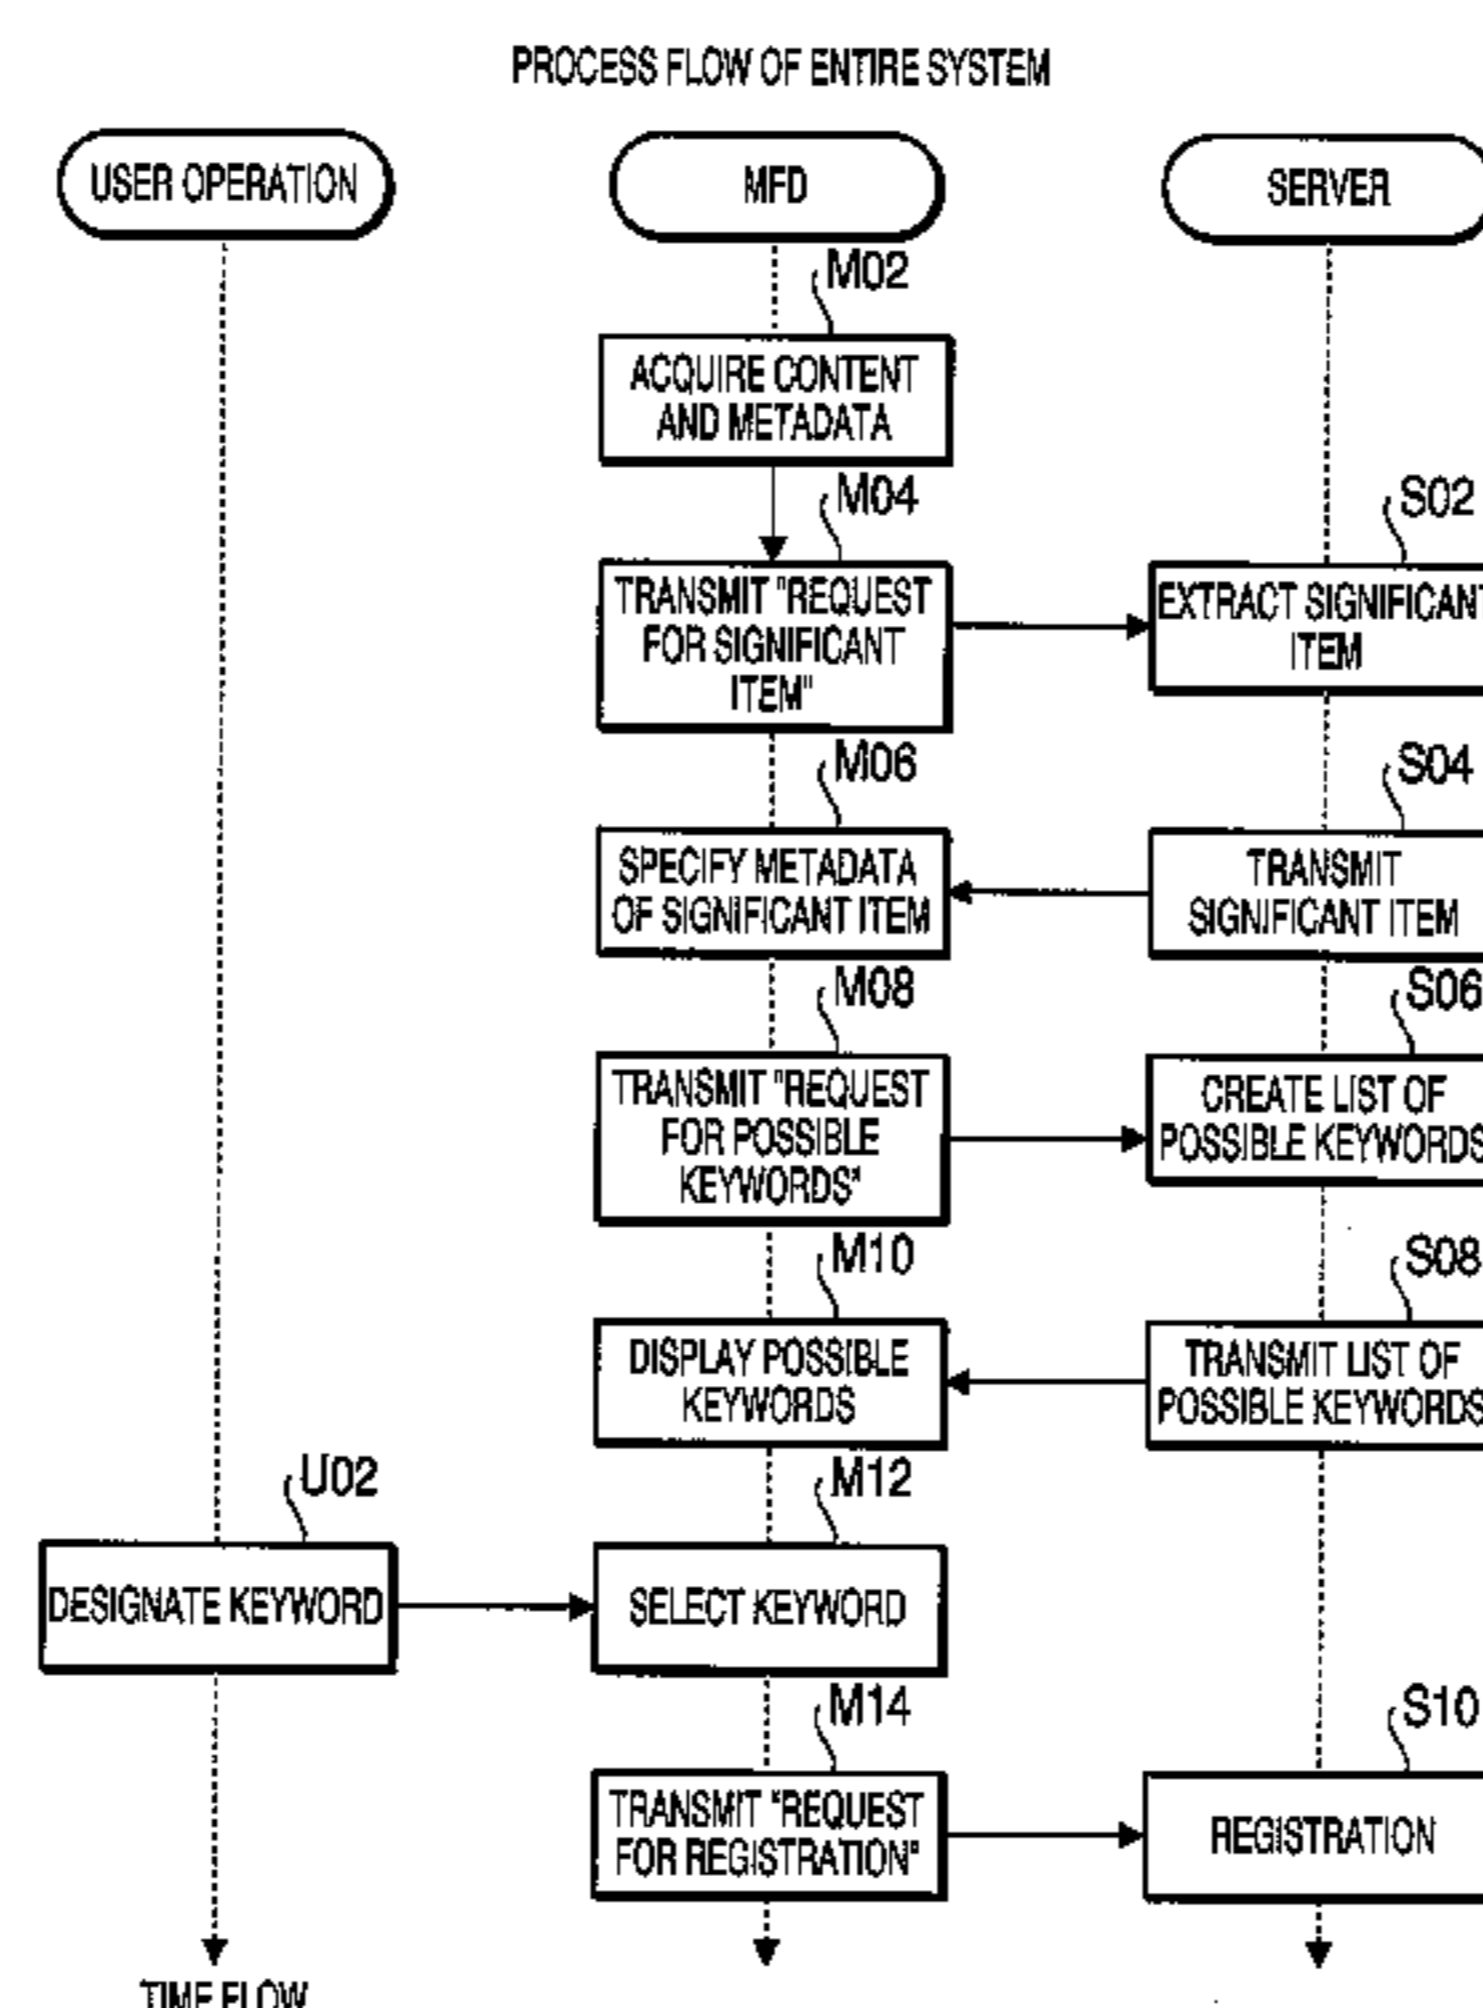 PROCESS FLOW OF ENTIRE SYSTEM
USER OPERATION
MFD
SERVER
M02
ACQUIRE CONTENT
AND METADATA
M04
TRANSMIT "REQUEST
FOR SIGNIFICANT
ITEM"
S02
EXTRACT SIGNIFICANT
ITEM
M06
SPECIFY METADATA
OF SIGNIFICANT ITEM
S04
TRANSMIT
SIGNIFICANT ITEM
M08
TRANSMIT "REQUEST
FOR POSSIBLE
KEYWORDS"
S06
CREATE LIST OF
POSSIBLE KEYWORDS
M10
DISPLAY POSSIBLE
KEYWORDS
S08
TRANSMIT LIST OF
POSSIBLE KEYWORDS
U02
DESIGNATE KEYWORD
M12
SELECT KEYWORD
M14
TRANSMIT "REQUEST
FOR REGISTRATION"
S10
REGISTRATION
TIME FLOW